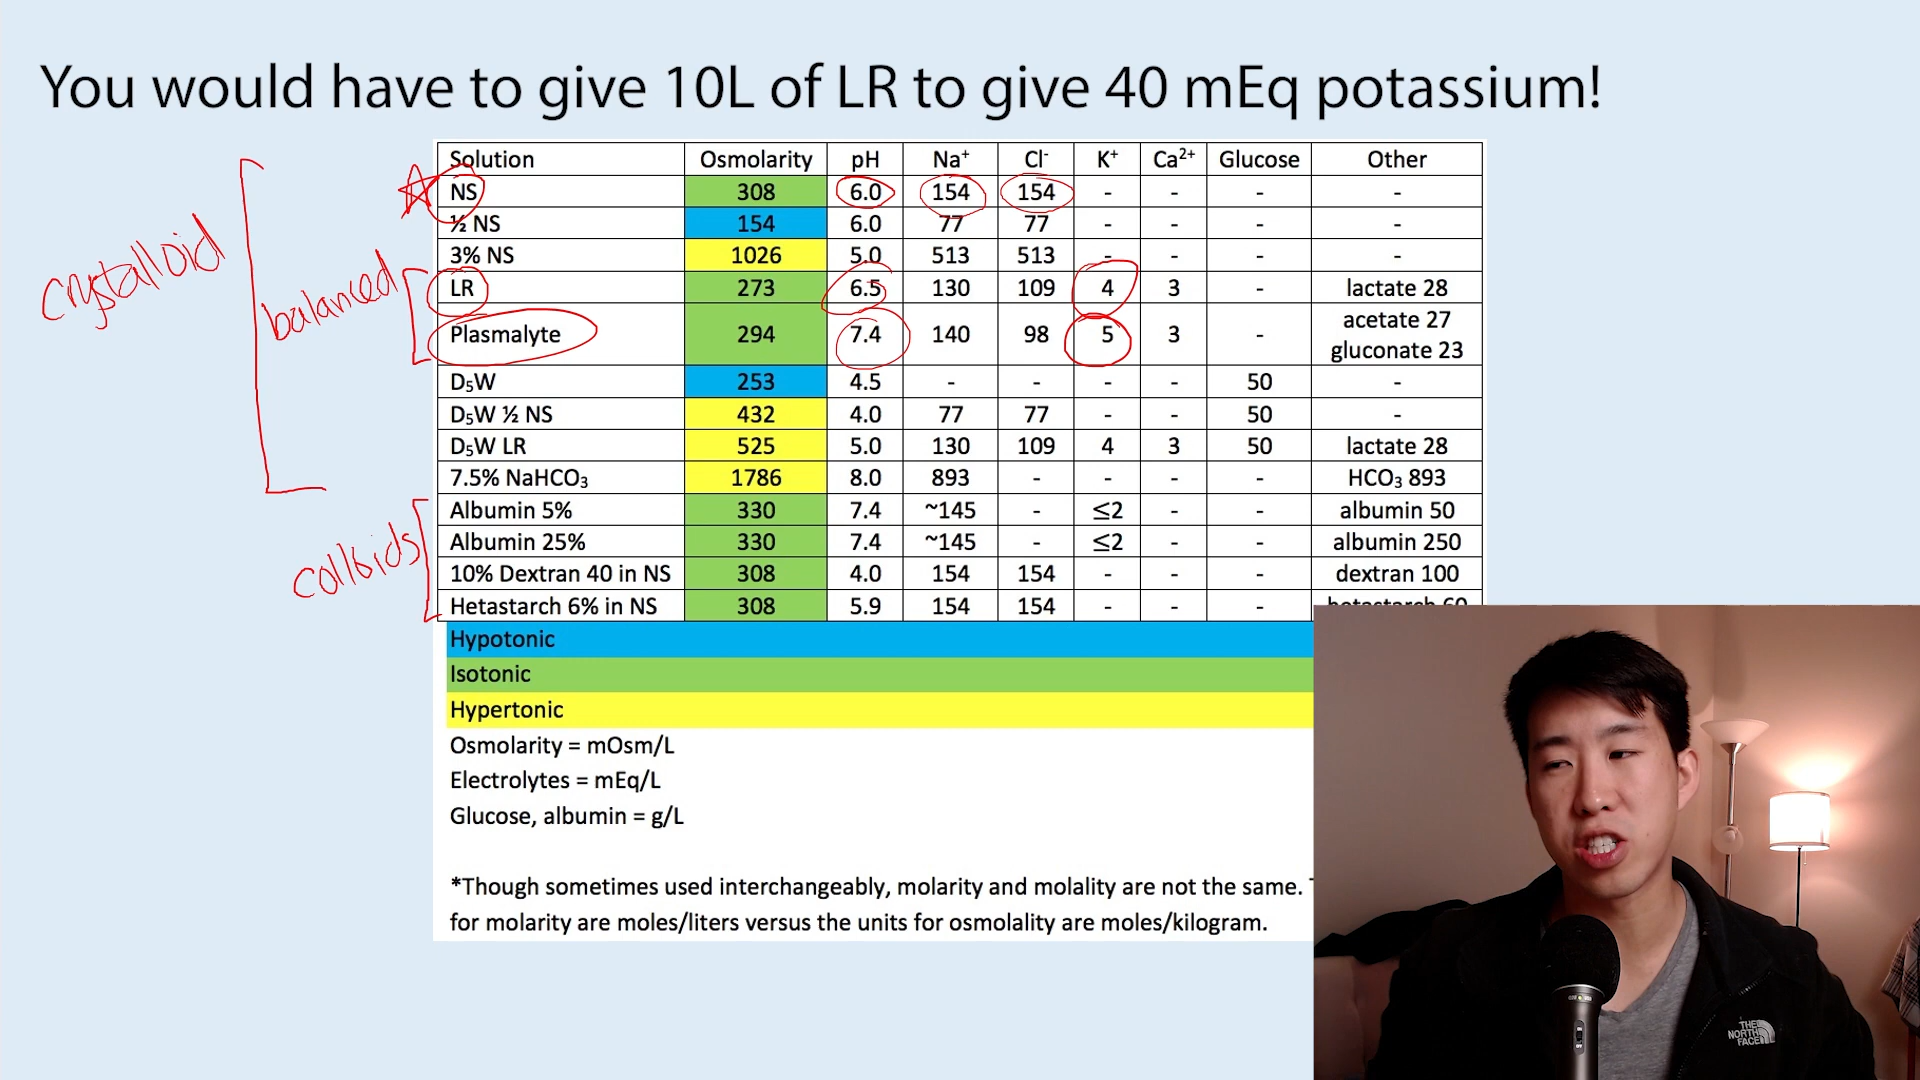 You would have to give 10L of LR to give 40 mEq potassium!
Solution Osmolarity pH Na⁺ Cl⁻ K⁺ Ca²⁺ Glucose Other
NS 308 6.0 154 154 - - - -
½ NS 154 6.0 77 77 - - - -
3% NS 1026 5.0 513 513 - - - -
LR 273 6.5 130 109 4 3 - lactate 28
Plasmalyte 294 7.4 140 98 5 3 - acetate 27
gluconate 23
D₅W 253 4.5 - - - - 50 -
D₅W ½ NS 432 4.0 77 77 - - 50 -
D₅W LR 525 5.0 130 109 4 3 50 lactate 28
7.5% NaHCO₃ 1786 8.0 893 - - - - HCO₃ 893
Albumin 5% 330 7.4 ~145 - ≤2 - - albumin 50
Albumin 25% 330 7.4 ~145 - ≤2 - - albumin 250
10% Dextran 40 in NS 308 4.0 154 154 - - - dextran 100
Hetastarch 6% in NS 308 5.9 154 154 - - - hetastarch 60
crystalloid
balanced
colloids
Hypotonic
Isotonic
Hypertonic
Osmolarity = mOsm/L
Electrolytes = mEq/L
Glucose, albumin = g/L
*Though sometimes used interchangeably, molarity and molality are not the same.
for molarity are moles/liters versus the units for osmolality are moles/kilogram.
THE
NORTH
FACE